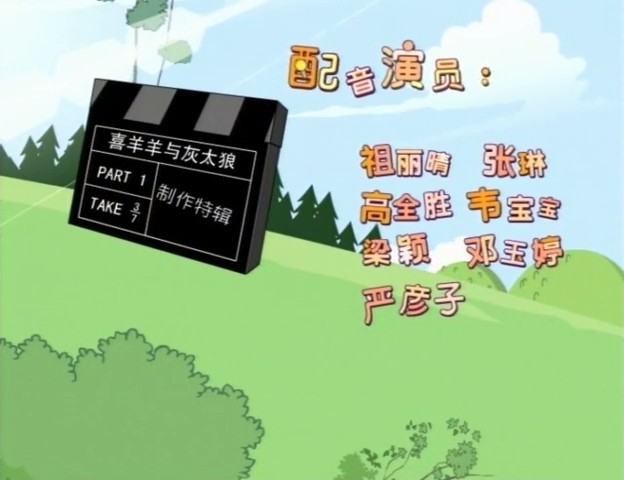 配音演员：
喜羊羊与灰太狼
PART 1
制作特辑
TAKE 3/7
祖丽晴 张琳
高全胜 韦宝宝
梁颖 邓玉婷
严彦子